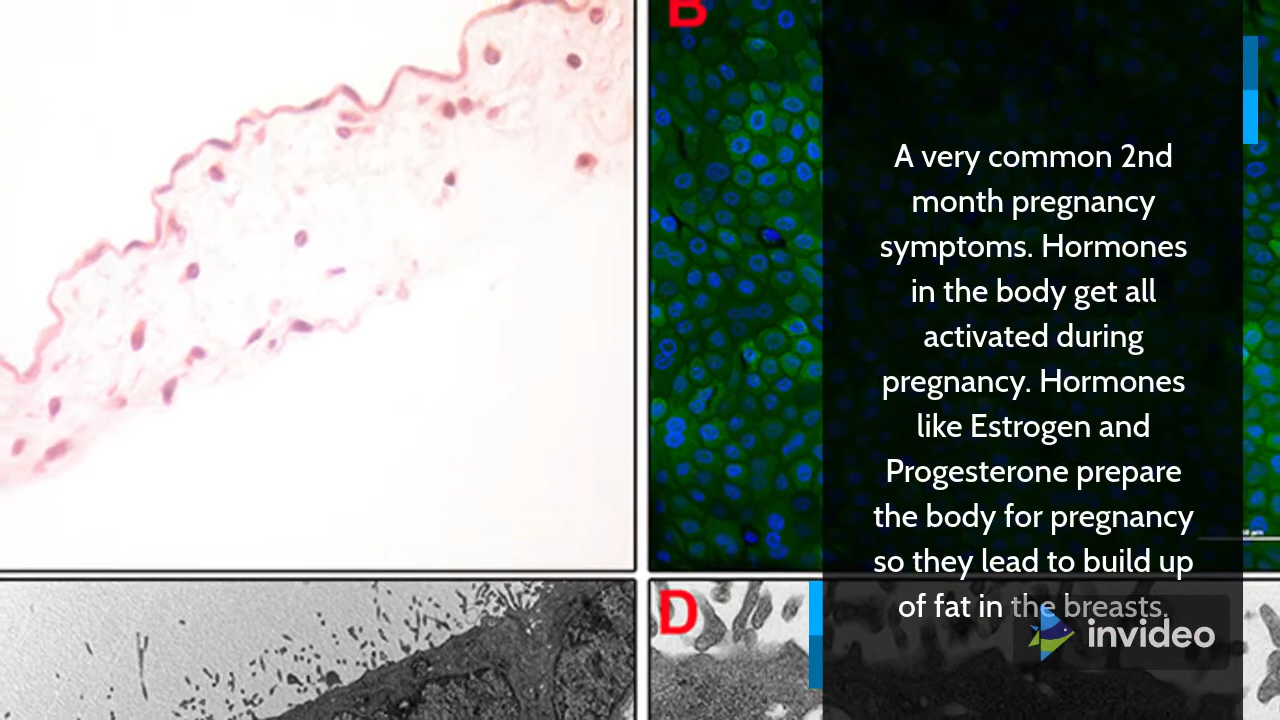 B
A very common 2nd
month pregnancy
symptoms. Hormones
in the body get all
activated during
pregnancy. Hormones
like Estrogen and
Progesterone prepare
the body for pregnancy
so they lead to build up
of fat in the breasts.
D
invideo